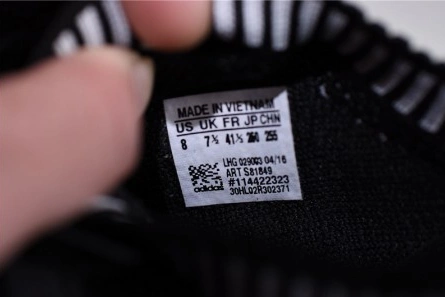 MADE IN VIETNAM
US UK FR JP CHN
8 7½ 41⅓ 260 255
LHG 029003 04/16
ART S81849
#114422323
30HL02R302371
adidas